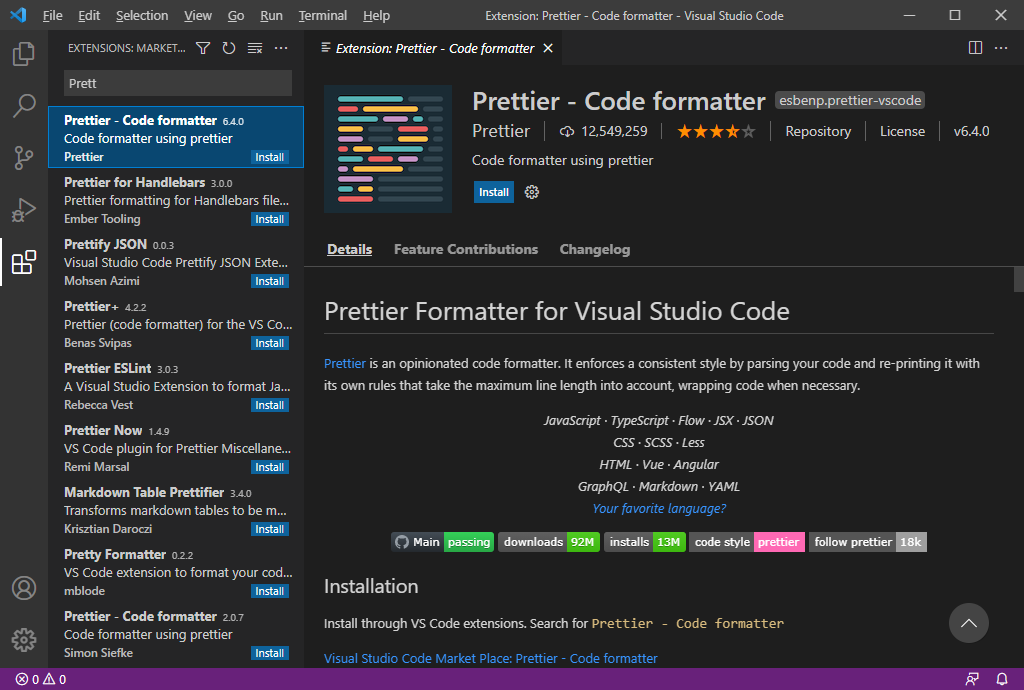 File Edit Selection View Go Run Terminal Help Extension: Prettier - Code formatter - Visual Studio Code
EXTENSIONS: MARKET...
Prett
Prettier - Code formatter 6.4.0
Code formatter using prettier
Prettier Install
Prettier for Handlebars 3.0.0
Prettier formatting for Handlebars file...
Ember Tooling Install
Prettify JSON 0.0.3
Visual Studio Code Prettify JSON Exte...
Mohsen Azimi Install
Prettier+ 4.2.2
Prettier (code formatter) for the VS Co...
Benas Svipas Install
Prettier ESLint 3.0.3
A Visual Studio Extension to format Ja...
Rebecca Vest Install
Prettier Now 1.4.9
VS Code plugin for Prettier Miscellane...
Remi Marsal Install
Markdown Table Prettifier 3.4.0
Transforms markdown tables to be m...
Krisztian Daroczi Install
Pretty Formatter 0.2.2
VS Code extension to format your cod...
mblode Install
Prettier - Code formatter 2.0.7
Code formatter using prettier
Simon Siefke Install
Extension: Prettier - Code formatter
Prettier - Code formatter esbenp.prettier-vscode
Prettier 12,549,259 Repository License v6.4.0
Code formatter using prettier
Install
Details Feature Contributions Changelog
Prettier Formatter for Visual Studio Code
Prettier is an opinionated code formatter. It enforces a consistent style by parsing your code and re-printing it with
its own rules that take the maximum line length into account, wrapping code when necessary.
JavaScript · TypeScript · Flow · JSX · JSON
CSS · SCSS · Less
HTML · Vue · Angular
GraphQL · Markdown · YAML
Your favorite language?
Main passing downloads 92M installs 13M code style prettier follow prettier 18k
Installation
Install through VS Code extensions. Search for Prettier - Code formatter
Visual Studio Code Market Place: Prettier - Code formatter
0 0